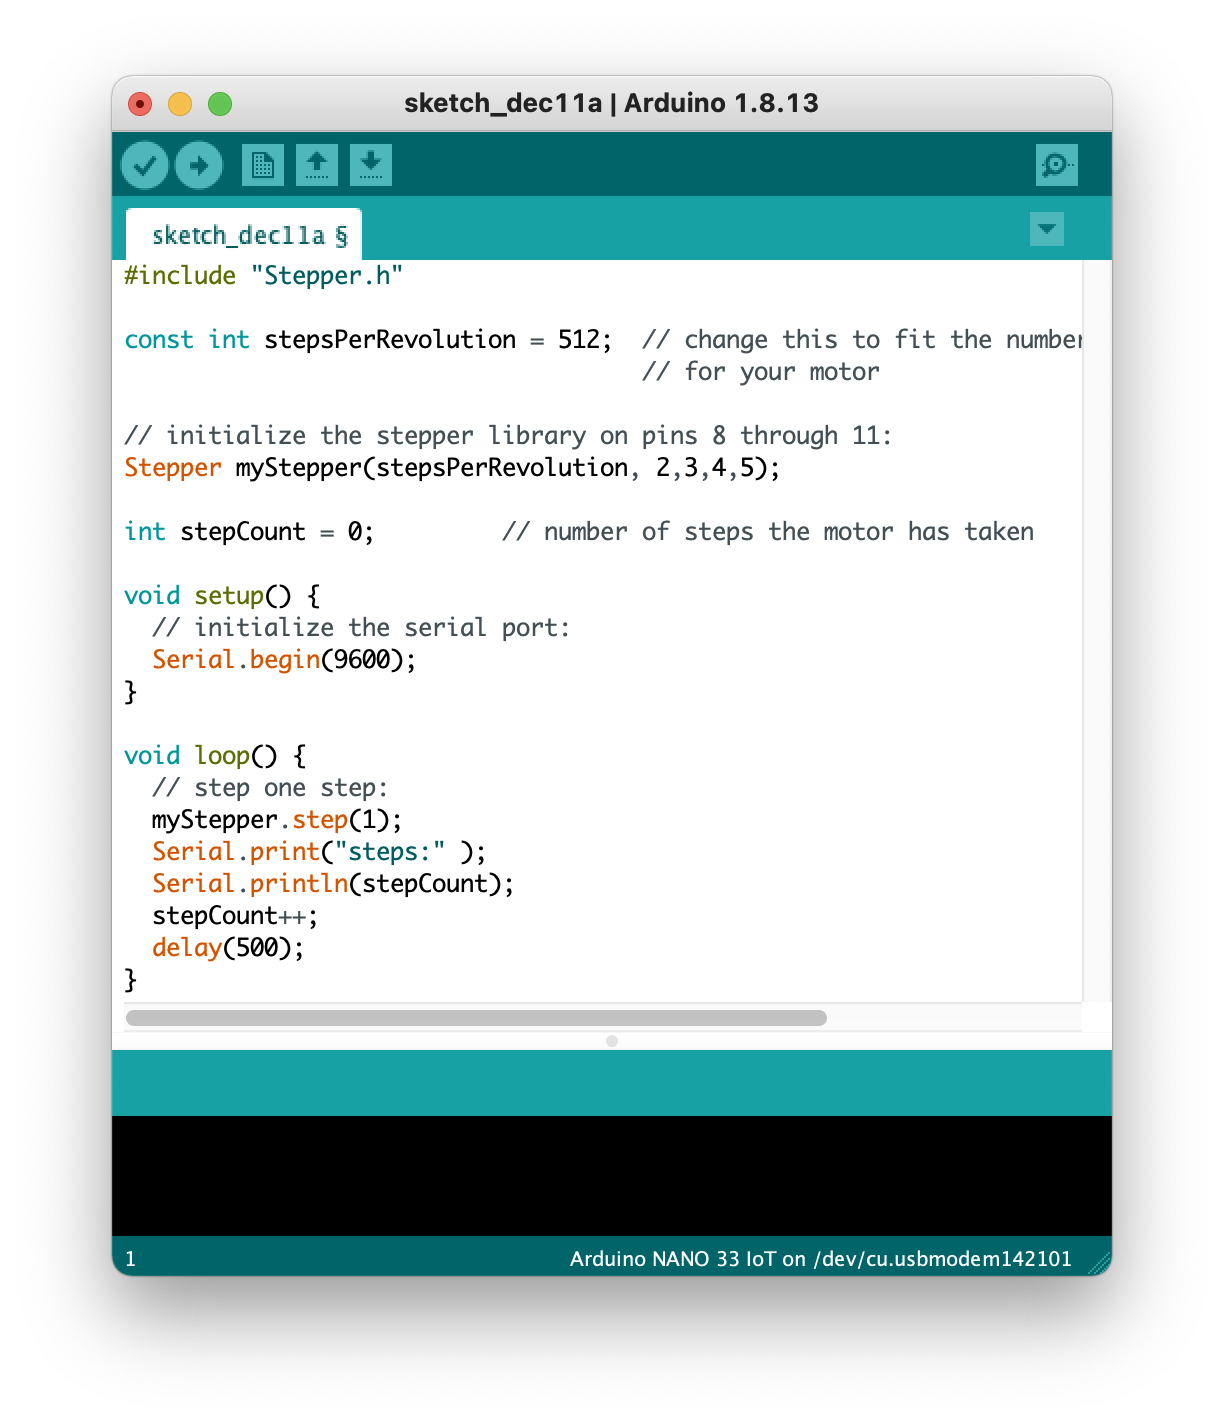 sketch_dec11a | Arduino 1.8.13
sketch_dec11a §
#include "Stepper.h"
const int stepsPerRevolution = 512;  // change this to fit the number
// for your motor
// initialize the stepper library on pins 8 through 11:
Stepper myStepper(stepsPerRevolution, 2,3,4,5);
int stepCount = 0;         // number of steps the motor has taken
void setup() {
  // initialize the serial port:
  Serial.begin(9600);
}
void loop() {
  // step one step:
  myStepper.step(1);
  Serial.print("steps:" );
  Serial.println(stepCount);
  stepCount++;
  delay(500);
}
1
Arduino NANO 33 IoT on /dev/cu.usbmodem142101